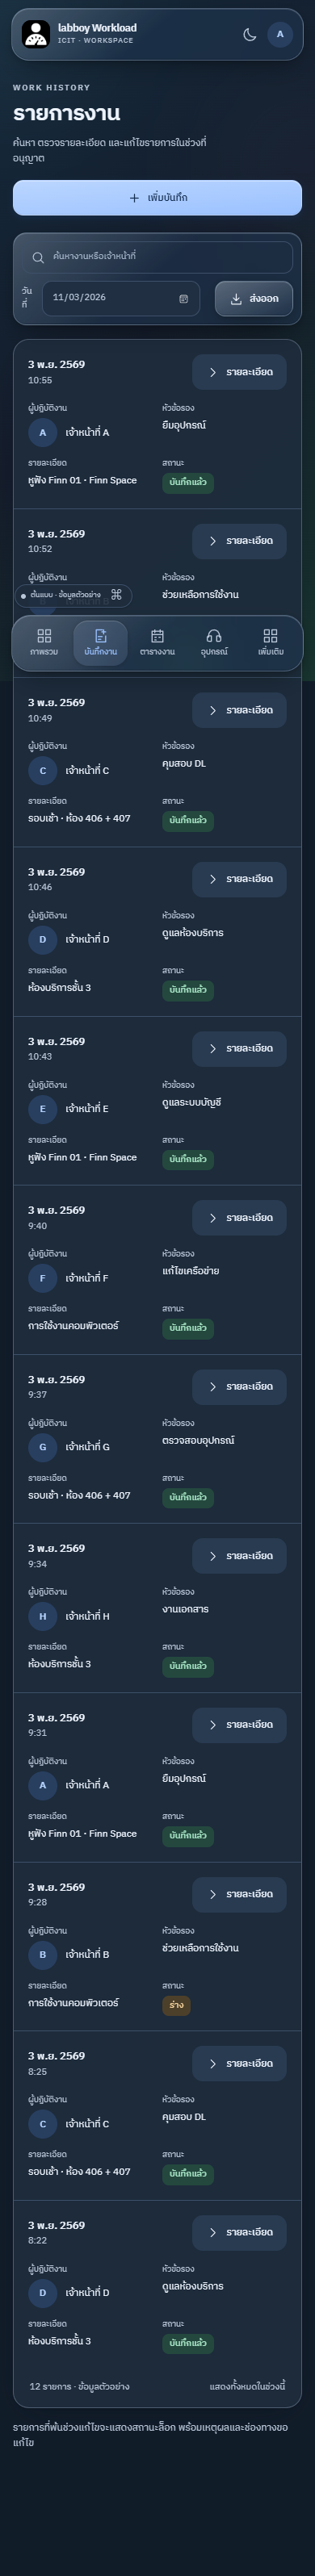 labboy Workload
ICIT · WORKSPACE
A
WORK HISTORY
รายการงาน
ค้นหา ตรวจรายละเอียด และแก้ไขรายการในช่วงที่
อนุญาต
เพิ่มบันทึก
ค้นหางานหรือเจ้าหน้าที่
วัน
ที่
11/03/2026
ส่งออก
3 พ.ย. 2569
10:55
รายละเอียด
ผู้ปฏิบัติงาน
หัวข้อรอง
A
เจ้าหน้าที่ A
ยืมอุปกรณ์
รายละเอียด
สถานะ
หูฟัง Finn 01 · Finn Space
บันทึกแล้ว
3 พ.ย. 2569
10:52
รายละเอียด
ผู้ปฏิบัติงาน
หัวข้อรอง
ช่วยเหลือการใช้งาน
ต้นแบบ · ข้อมูลตัวอย่าง
ภาพรวม
บันทึกงาน
ตารางงาน
อุปกรณ์
เพิ่มเติม
3 พ.ย. 2569
10:49
รายละเอียด
ผู้ปฏิบัติงาน
หัวข้อรอง
C
เจ้าหน้าที่ C
คุมสอบ DL
รายละเอียด
สถานะ
รอบเช้า · ห้อง 406 + 407
บันทึกแล้ว
3 พ.ย. 2569
10:46
รายละเอียด
ผู้ปฏิบัติงาน
หัวข้อรอง
D
เจ้าหน้าที่ D
ดูแลห้องบริการ
รายละเอียด
สถานะ
ห้องบริการชั้น 3
บันทึกแล้ว
3 พ.ย. 2569
10:43
รายละเอียด
ผู้ปฏิบัติงาน
หัวข้อรอง
E
เจ้าหน้าที่ E
ดูแลระบบบัญชี
รายละเอียด
สถานะ
หูฟัง Finn 01 · Finn Space
บันทึกแล้ว
3 พ.ย. 2569
9:40
รายละเอียด
ผู้ปฏิบัติงาน
หัวข้อรอง
F
เจ้าหน้าที่ F
แก้ไขเครือข่าย
รายละเอียด
สถานะ
การใช้งานคอมพิวเตอร์
บันทึกแล้ว
3 พ.ย. 2569
9:37
รายละเอียด
ผู้ปฏิบัติงาน
หัวข้อรอง
G
เจ้าหน้าที่ G
ตรวจสอบอุปกรณ์
รายละเอียด
สถานะ
รอบเช้า · ห้อง 406 + 407
บันทึกแล้ว
3 พ.ย. 2569
9:34
รายละเอียด
ผู้ปฏิบัติงาน
หัวข้อรอง
H
เจ้าหน้าที่ H
งานเอกสาร
รายละเอียด
สถานะ
ห้องบริการชั้น 3
บันทึกแล้ว
3 พ.ย. 2569
9:31
รายละเอียด
ผู้ปฏิบัติงาน
หัวข้อรอง
A
เจ้าหน้าที่ A
ยืมอุปกรณ์
รายละเอียด
สถานะ
หูฟัง Finn 01 · Finn Space
บันทึกแล้ว
3 พ.ย. 2569
9:28
รายละเอียด
ผู้ปฏิบัติงาน
หัวข้อรอง
B
เจ้าหน้าที่ B
ช่วยเหลือการใช้งาน
รายละเอียด
สถานะ
การใช้งานคอมพิวเตอร์
ร่าง
3 พ.ย. 2569
8:25
รายละเอียด
ผู้ปฏิบัติงาน
หัวข้อรอง
C
เจ้าหน้าที่ C
คุมสอบ DL
รายละเอียด
สถานะ
รอบเช้า · ห้อง 406 + 407
บันทึกแล้ว
3 พ.ย. 2569
8:22
รายละเอียด
ผู้ปฏิบัติงาน
หัวข้อรอง
D
เจ้าหน้าที่ D
ดูแลห้องบริการ
รายละเอียด
สถานะ
ห้องบริการชั้น 3
บันทึกแล้ว
12 รายการ · ข้อมูลตัวอย่าง
แสดงทั้งหมดในช่วงนี้
รายการที่พ้นช่วงแก้ไขจะแสดงสถานะล็อก พร้อมเหตุผลและช่องทางขอ
แก้ไข